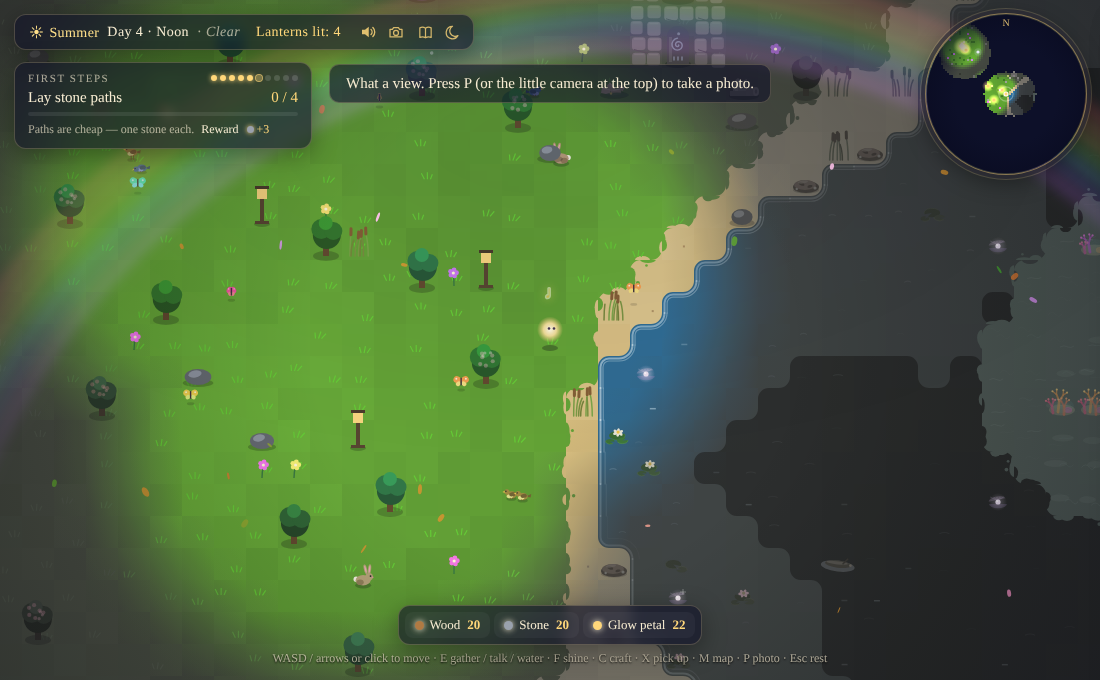 Summer Day 4 · Noon · Clear Lanterns lit: 4
N
FIRST STEPS
Lay stone paths 0 / 4
Paths are cheap — one stone each. Reward +3
What a view. Press P (or the little camera at the top) to take a photo.
Wood 20 Stone 20 Glow petal 22
WASD / arrows or click to move · E gather / talk / water · F shine · C craft · X pick up · M map · P photo · Esc rest